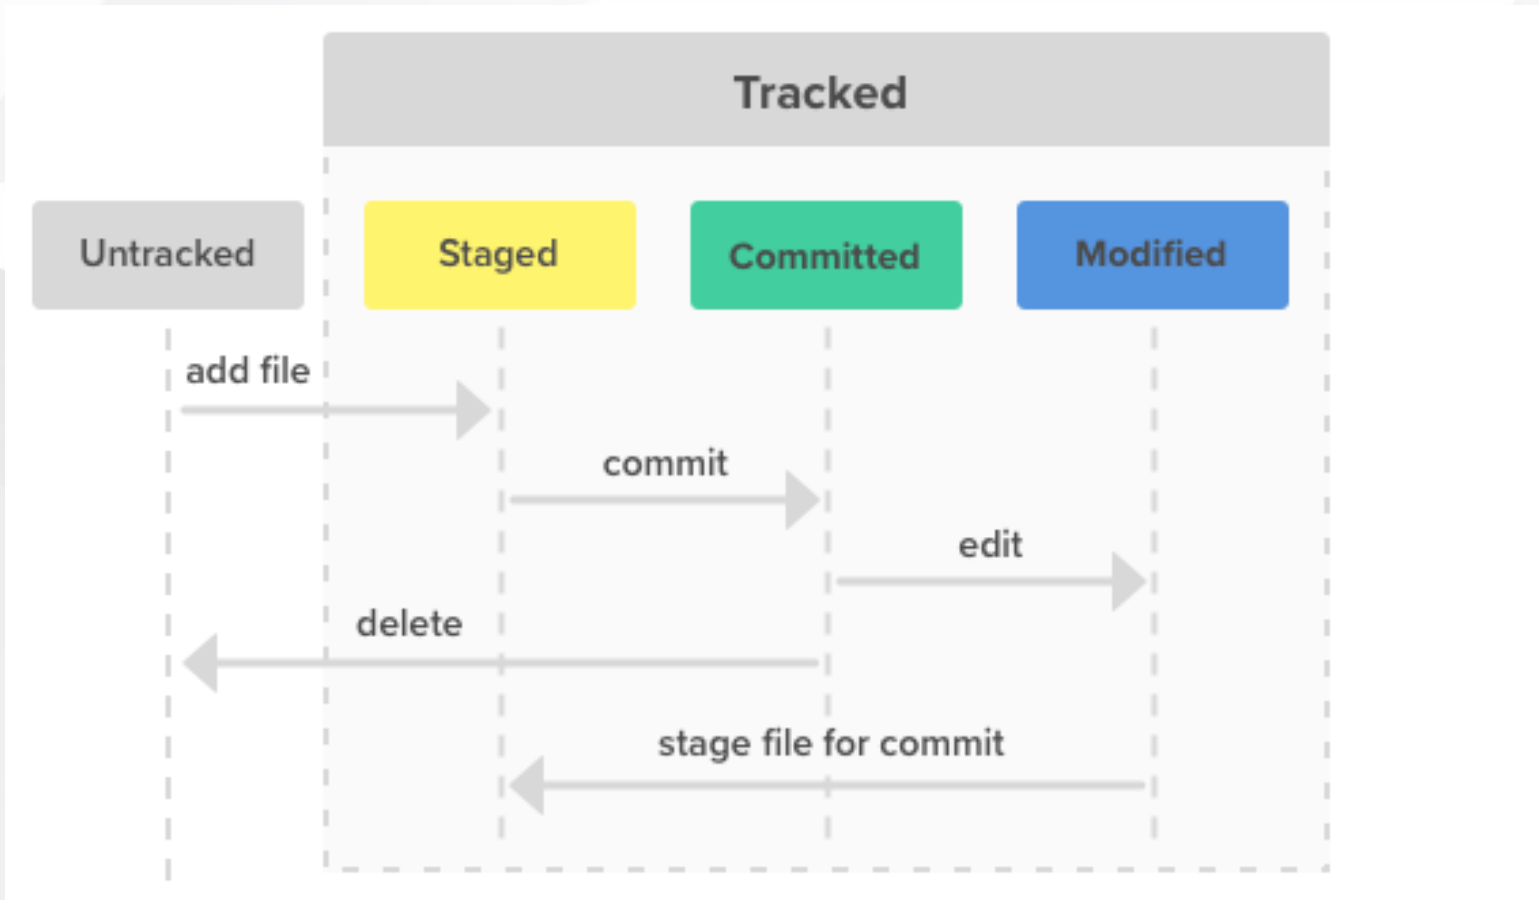 Tracked
Untracked
Staged
Committed
Modified
add file
commit
edit
delete
stage file for commit